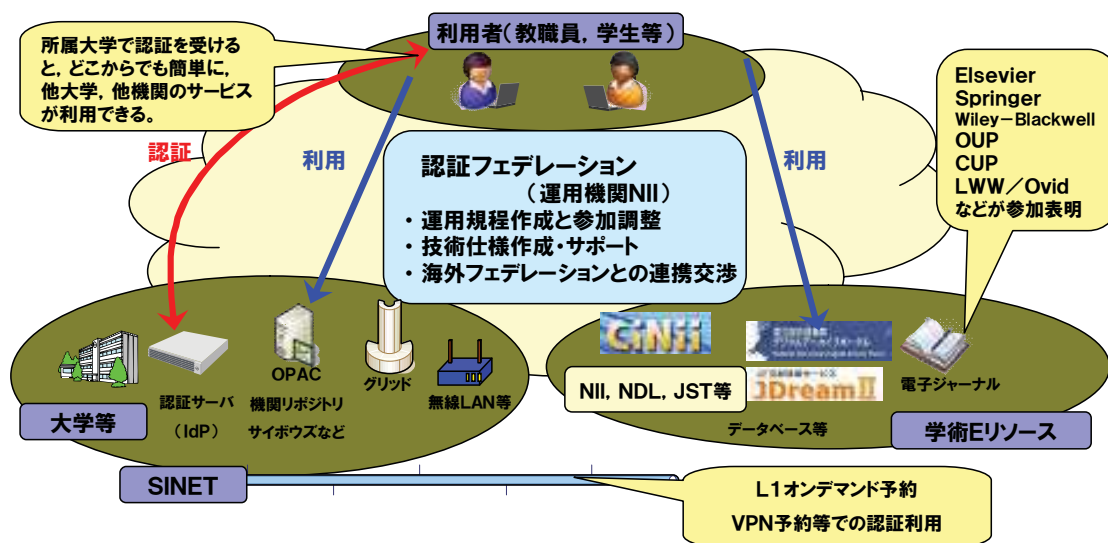 利用者（教職員，学生等）
所属大学で認証を受ける
と，どこからでも簡単に，
他大学，他機関のサービス
が利用できる。
認証
利用
利用
認証フェデレーション
（運用機関NII）
・運用規程作成と参加調整
・技術仕様作成・サポート
・海外フェデレーションとの連携交渉
Elsevier
Springer
Wiley－Blackwell
OUP
CUP
LWW／Ovid
などが参加表明
大学等
認証サーバ
（IdP）
OPAC
機関リポジトリ
サイボウズなど
グリッド
無線LAN等
CiNii
JDreamⅡ
NII，NDL，JST等
データベース等
電子ジャーナル
学術Eリソース
SINET
L1オンデマンド予約
VPN予約等での認証利用